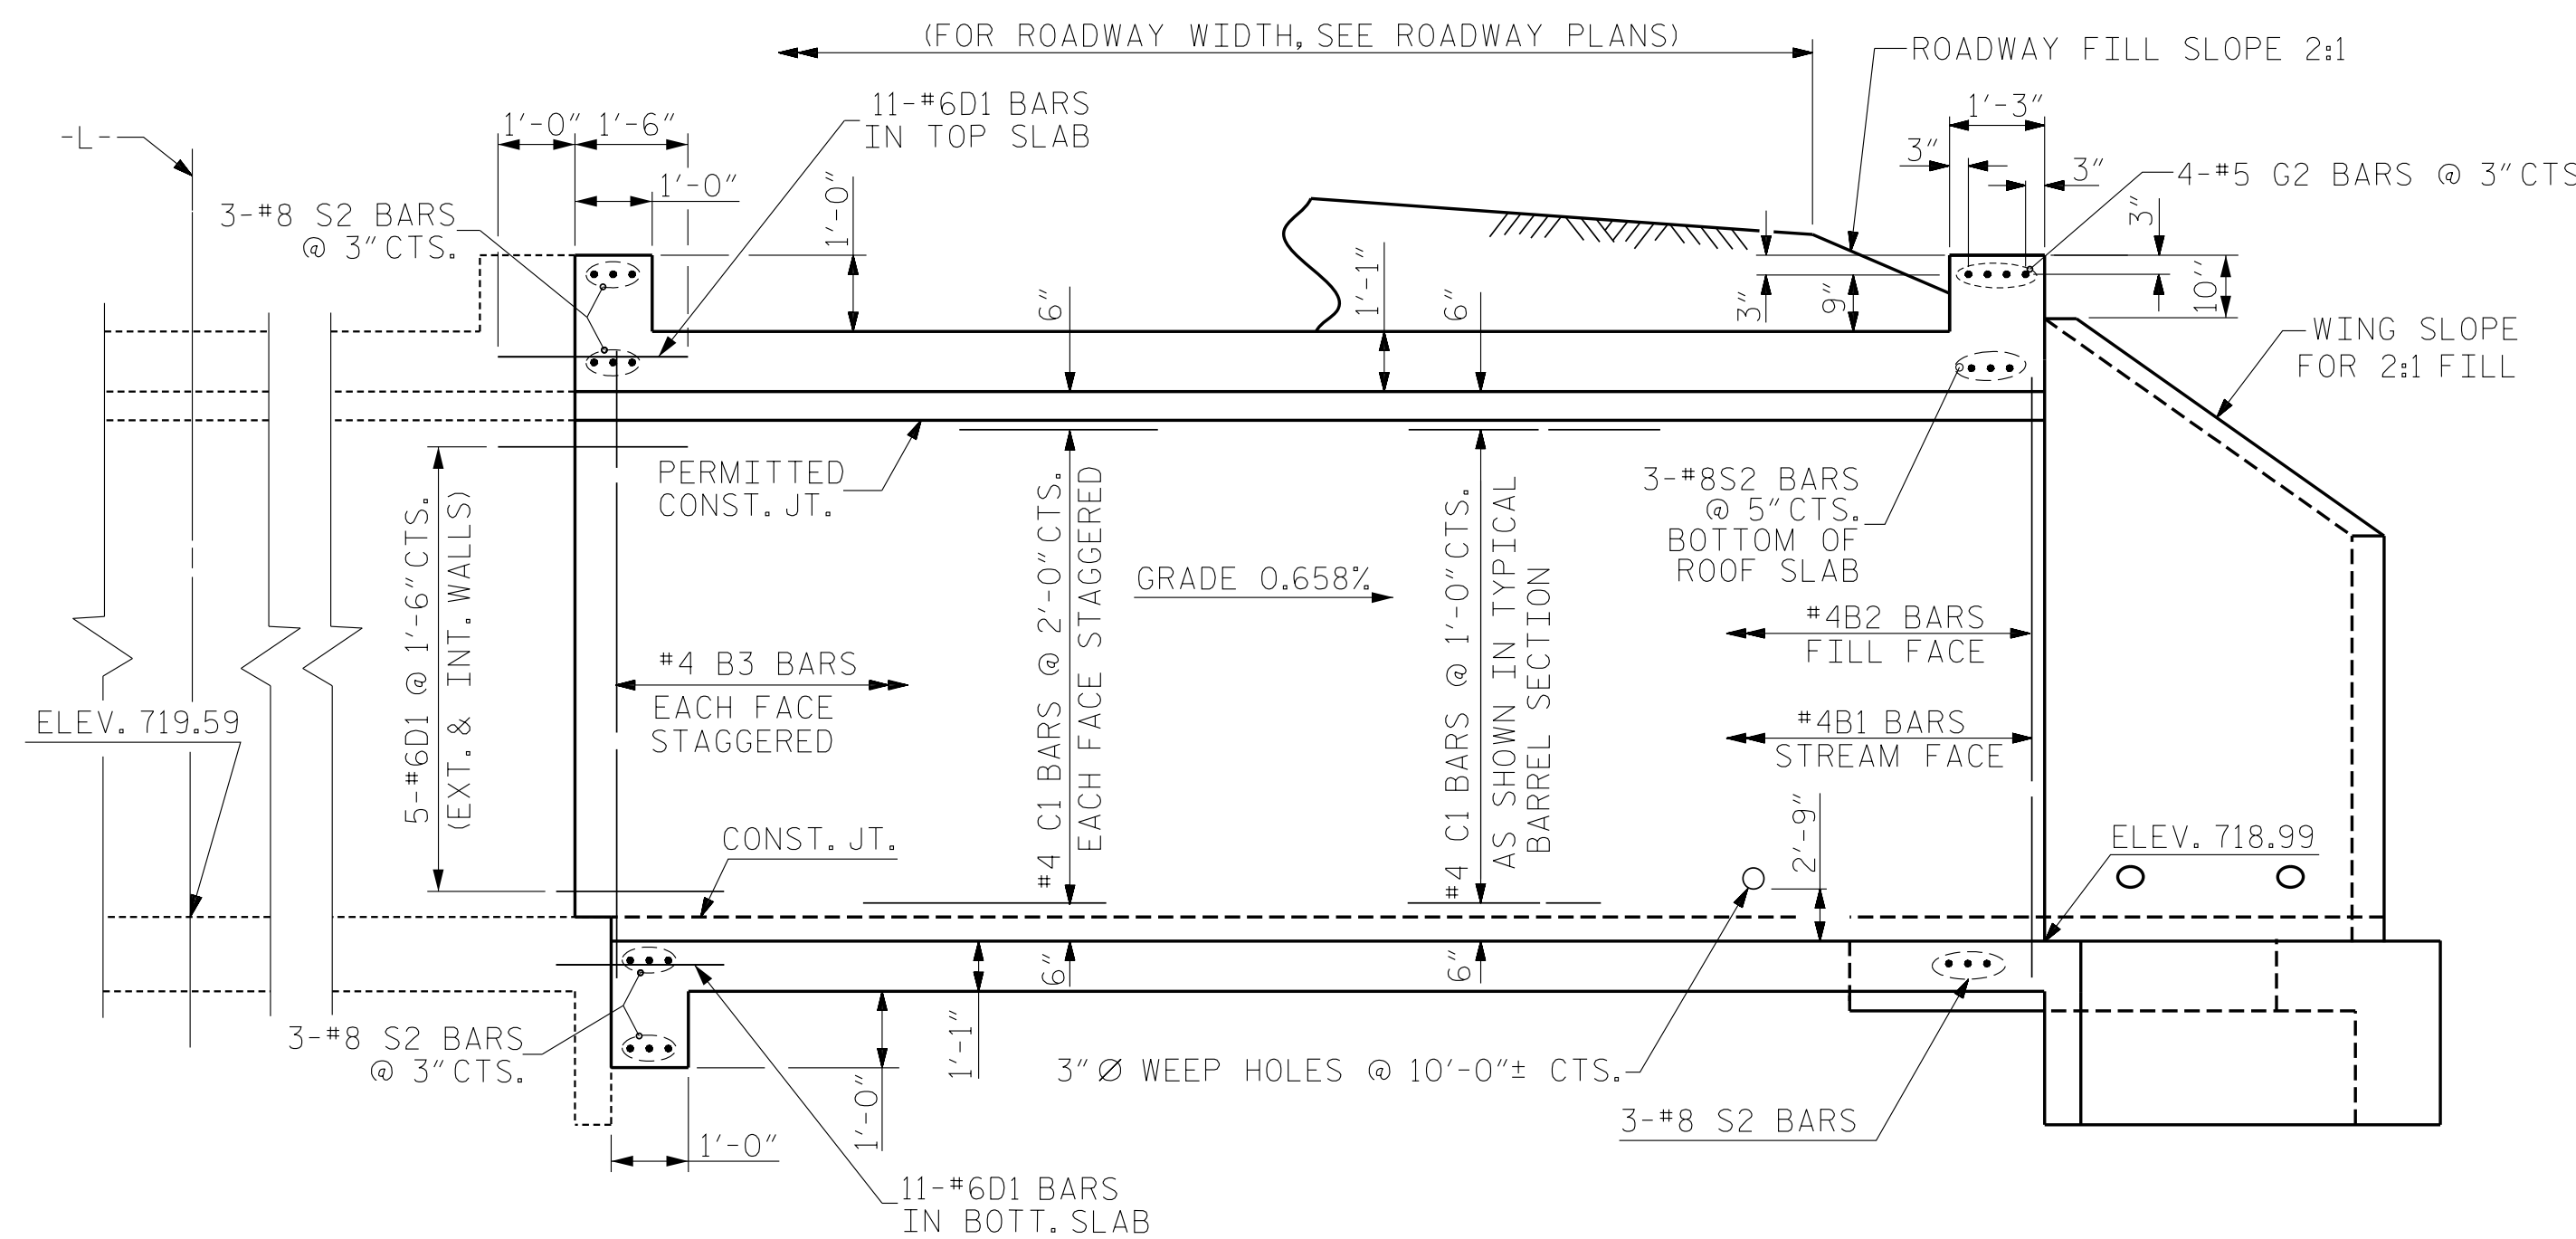 (FOR ROADWAY WIDTH, SEE ROADWAY PLANS)
ROADWAY FILL SLOPE 2:1
-L-
1'-0"
1'-6"
11-#6D1 BARS
IN TOP SLAB
1'-0"
1'-0"
3-#8 S2 BARS
@ 3" CTS.
1'-3"
3"
3"
4-#5 G2 BARS @ 3" CTS
3"
10"
6"
1'-1"
6"
3"
9"
WING SLOPE
FOR 2:1 FILL
PERMITTED
CONST. JT.
3-#8S2 BARS
@ 5" CTS.
BOTTOM OF
ROOF SLAB
5-#6D1 @ 1'-6" CTS.
(EXT. & INT. WALLS)
#4 C1 BARS @ 2'-0" CTS.
EACH FACE STAGGERED
GRADE 0.658%
#4 C1 BARS @ 1'-0" CTS.
AS SHOWN IN TYPICAL
BARREL SECTION
#4B2 BARS
FILL FACE
#4 B3 BARS
EACH FACE
STAGGERED
#4B1 BARS
STREAM FACE
ELEV. 719.59
CONST. JT.
2'-9"
ELEV. 718.99
6"
6"
1'-1"
3-#8 S2 BARS
@ 3" CTS.
1'-0"
3" Ø WEEP HOLES @ 10'-0"± CTS.
3-#8 S2 BARS
1'-0"
11-#6D1 BARS
IN BOTT. SLAB